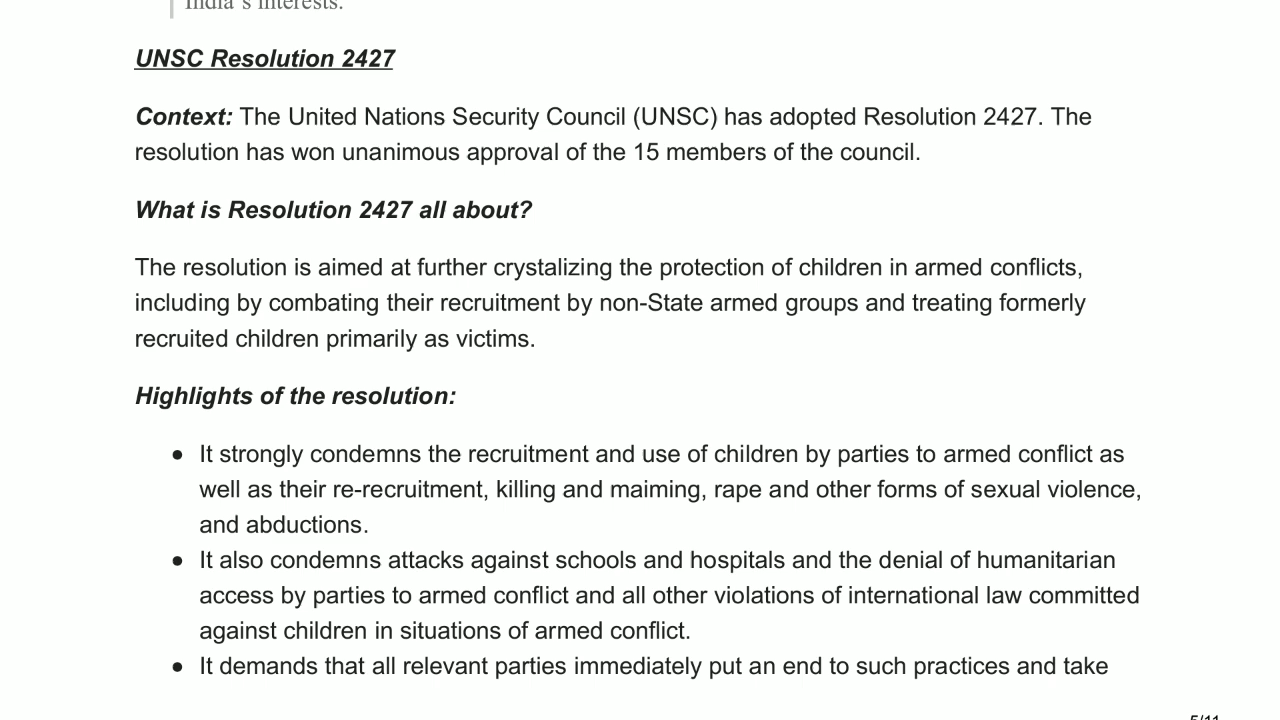 India's interests.
UNSC Resolution 2427
Context: The United Nations Security Council (UNSC) has adopted Resolution 2427. The
resolution has won unanimous approval of the 15 members of the council.
What is Resolution 2427 all about?
The resolution is aimed at further crystalizing the protection of children in armed conflicts,
including by combating their recruitment by non-State armed groups and treating formerly
recruited children primarily as victims.
Highlights of the resolution:
● It strongly condemns the recruitment and use of children by parties to armed conflict as
well as their re-recruitment, killing and maiming, rape and other forms of sexual violence,
and abductions.
● It also condemns attacks against schools and hospitals and the denial of humanitarian
access by parties to armed conflict and all other violations of international law committed
against children in situations of armed conflict.
● It demands that all relevant parties immediately put an end to such practices and take
5/11